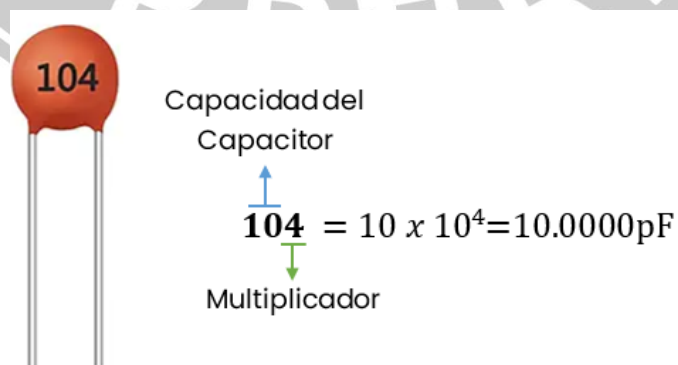 104
Capacidad del
Capacitor
104 = 10 x 10⁴=10.0000pF
Multiplicador